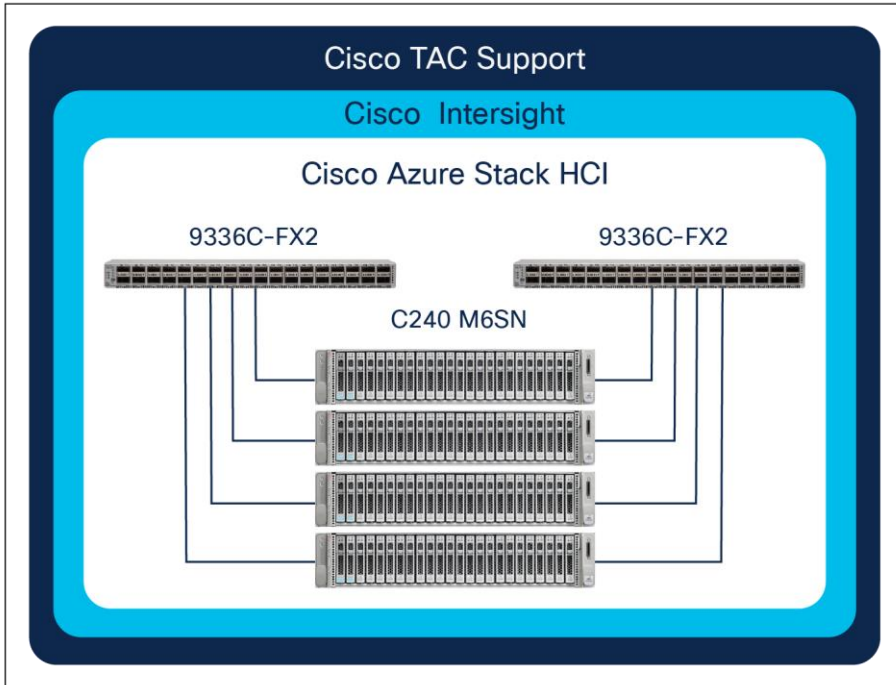 Cisco TAC Support
Cisco Intersight
Cisco Azure Stack HCI
9336C-FX2
9336C-FX2
C240 M6SN